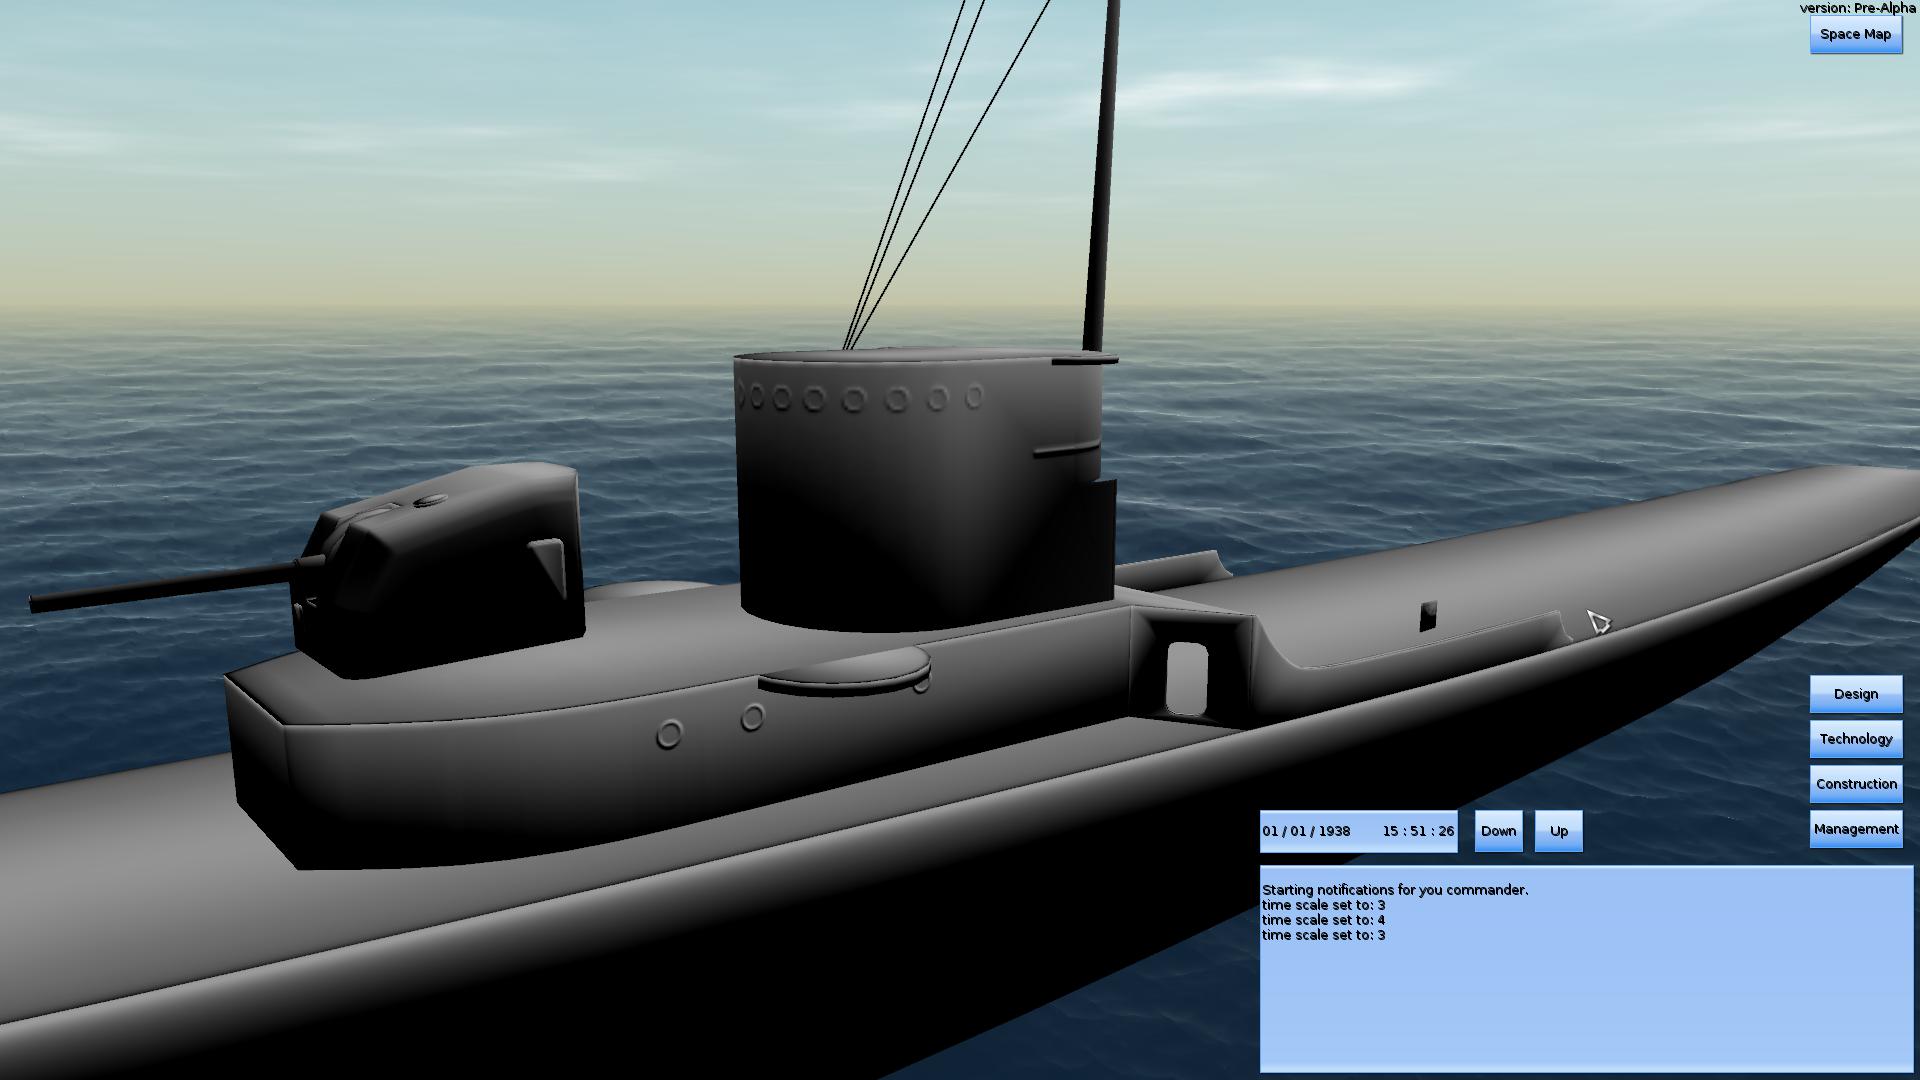 version: Pre-Alpha
Space Map
Design
Technology
Construction
Management
01 / 01 / 1938 15 : 51 : 26
Down
Up
Starting notifications for you commander.
time scale set to: 3
time scale set to: 4
time scale set to: 3